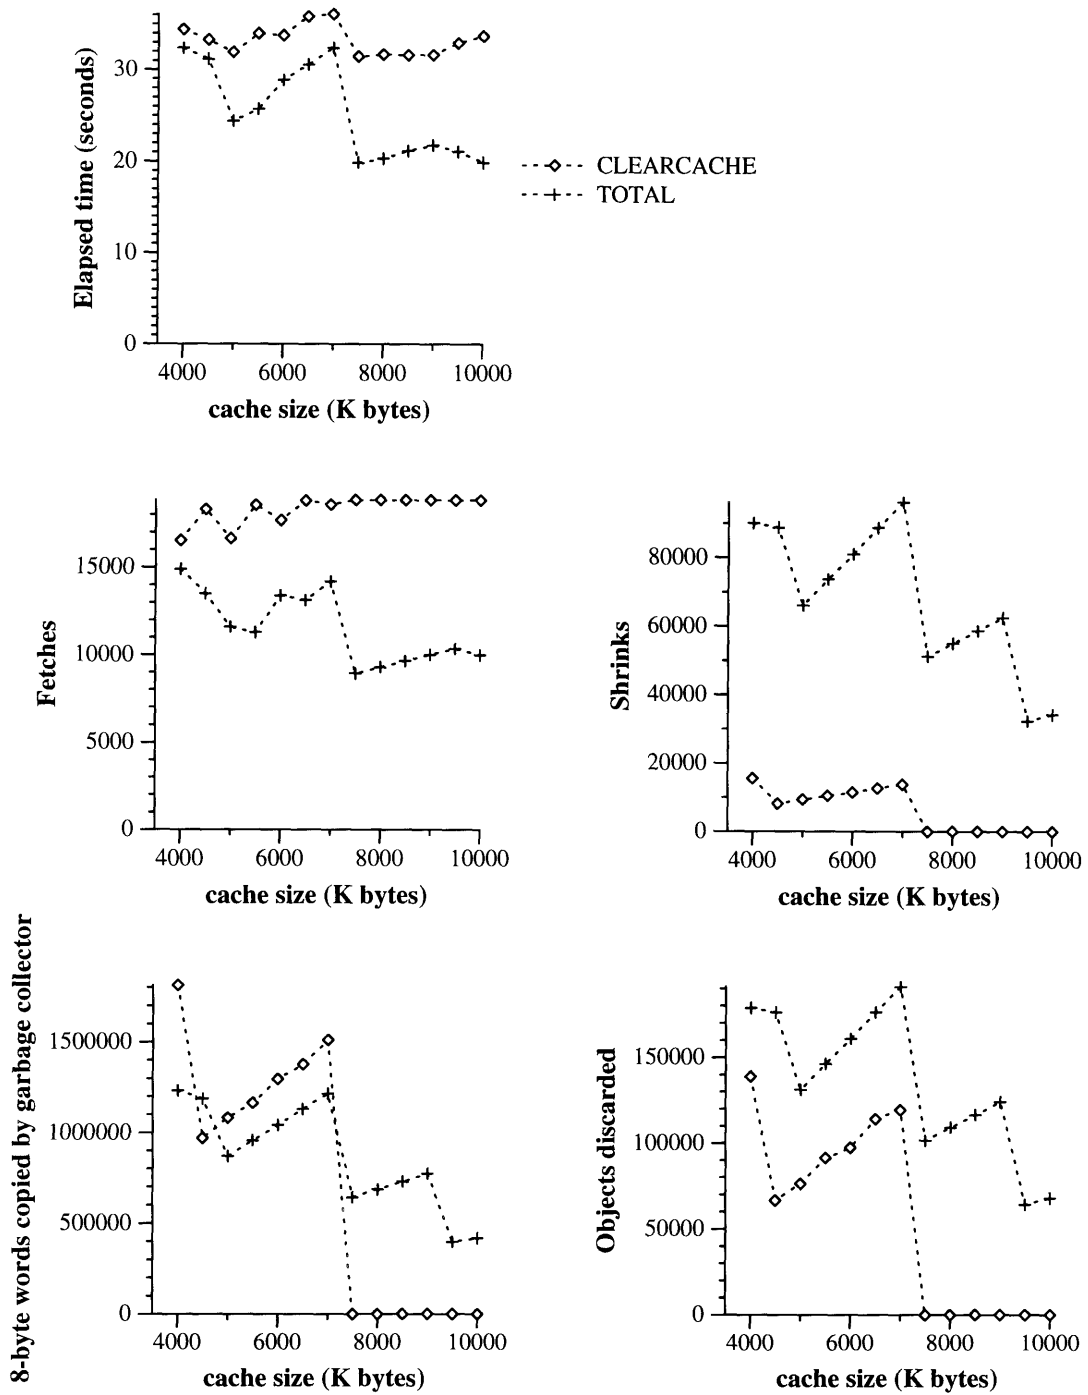 Elapsed time (seconds)
30
20
10
0
4000 6000 8000 10000
cache size (K bytes)
CLEARCACHE
TOTAL
Fetches
15000
10000
5000
0
4000 6000 8000 10000
cache size (K bytes)
Shrinks
80000
60000
40000
20000
0
4000 6000 8000 10000
cache size (K bytes)
8-byte words copied by garbage collector
1500000
1000000
500000
0
4000 6000 8000 10000
cache size (K bytes)
Objects discarded
150000
100000
50000
0
4000 6000 8000 10000
cache size (K bytes)